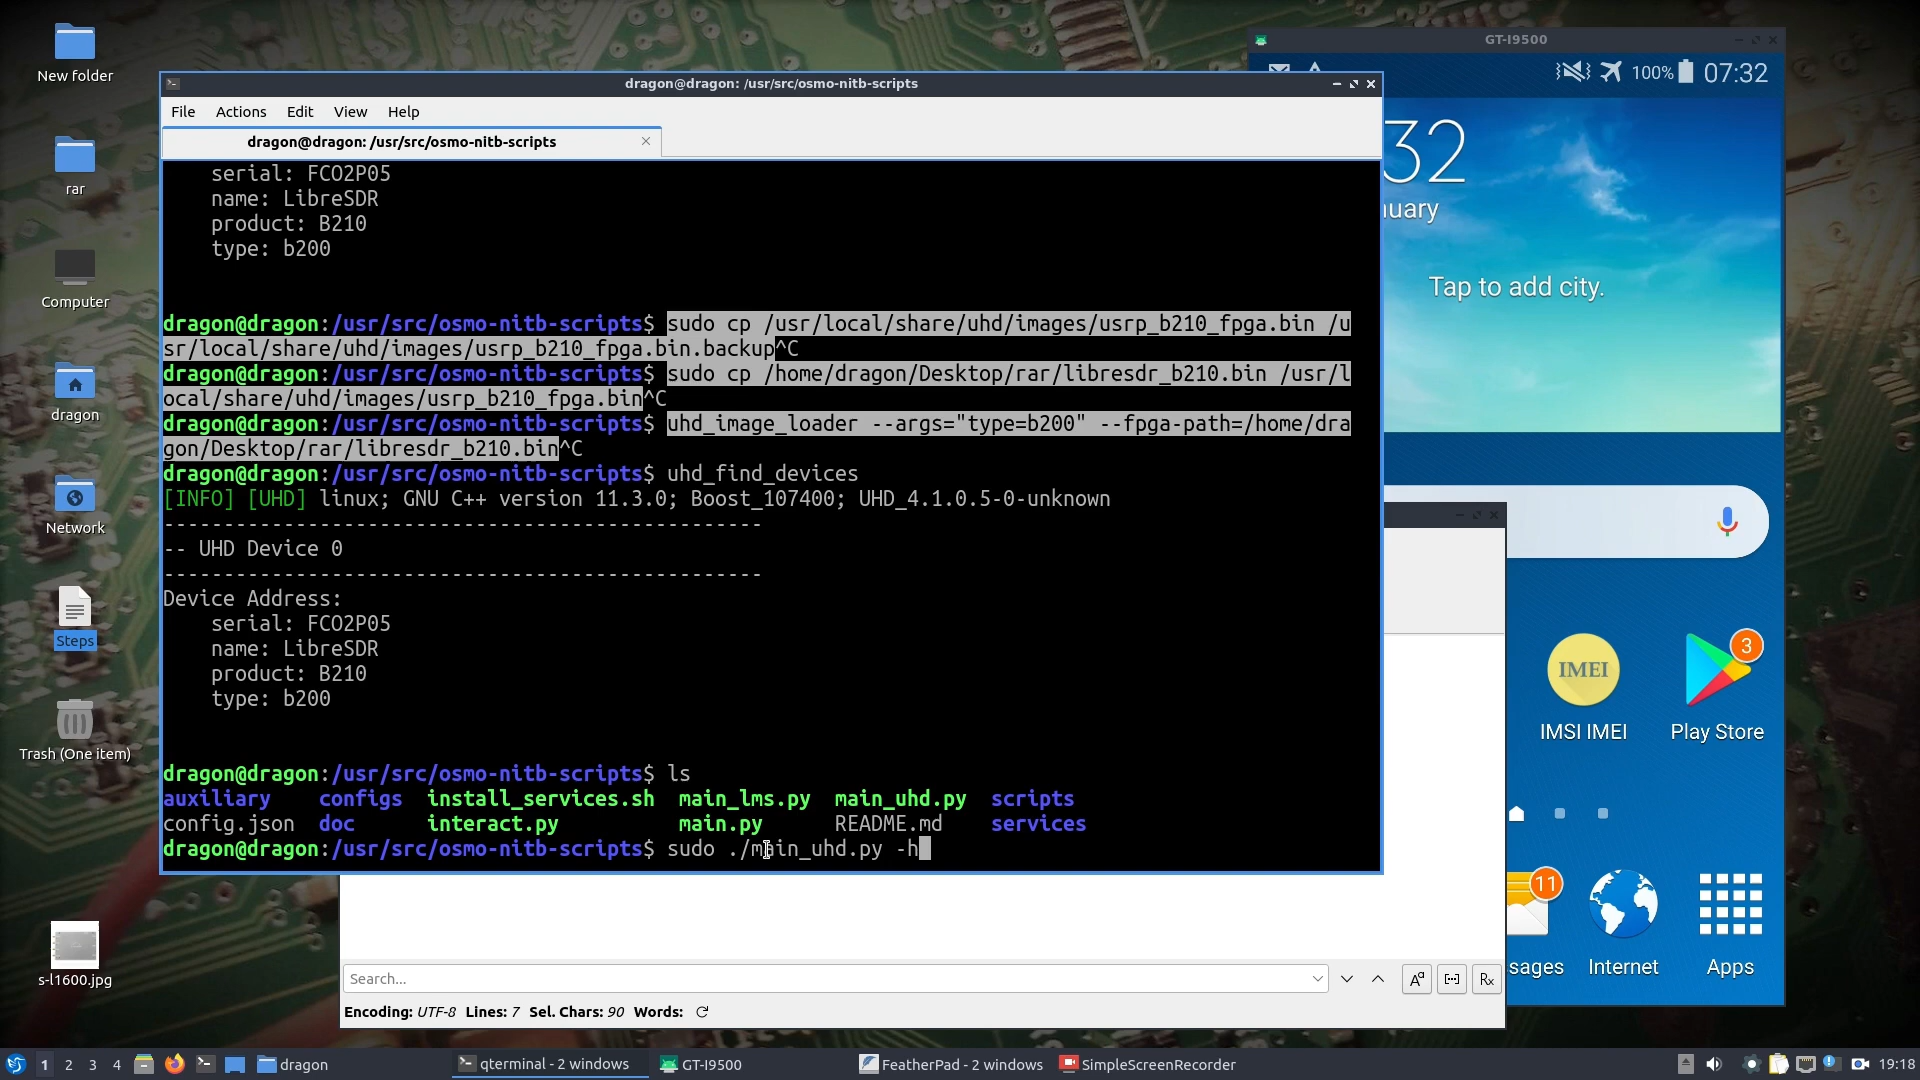 New folder
rar
Computer
dragon
Network
Steps
Trash (One item)
s-l1600.jpg
dragon@dragon: /usr/src/osmo-nitb-scripts
File Actions Edit View Help
dragon@dragon: /usr/src/osmo-nitb-scripts
serial: FCO2P05
name: LibreSDR
product: B210
type: b200
dragon@dragon:/usr/src/osmo-nitb-scripts$ sudo cp /usr/local/share/uhd/images/usrp_b210_fpga.bin /u
sr/local/share/uhd/images/usrp_b210_fpga.bin.backup^C
dragon@dragon:/usr/src/osmo-nitb-scripts$ sudo cp /home/dragon/Desktop/rar/libresdr_b210.bin /usr/l
ocal/share/uhd/images/usrp_b210_fpga.bin^C
dragon@dragon:/usr/src/osmo-nitb-scripts$ uhd_image_loader --args="type=b200" --fpga-path=/home/dra
gon/Desktop/rar/libresdr_b210.bin^C
dragon@dragon:/usr/src/osmo-nitb-scripts$ uhd_find_devices
[INFO] [UHD] linux; GNU C++ version 11.3.0; Boost_107400; UHD_4.1.0.5-0-unknown
--------------------------------------------------
-- UHD Device 0
--------------------------------------------------
Device Address:
serial: FCO2P05
name: LibreSDR
product: B210
type: b200
dragon@dragon:/usr/src/osmo-nitb-scripts$ ls
auxiliary configs install_services.sh main_lms.py main_uhd.py scripts
config.json doc interact.py main.py README.md services
dragon@dragon:/usr/src/osmo-nitb-scripts$ sudo ./main_uhd.py -h
GT-I9500
100% 07:32
32
uary
Tap to add city.
IMEI
3
IMSI IMEI Play Store
11
sages Internet Apps
Search...
Encoding: UTF-8 Lines: 7 Sel. Chars: 90 Words:
1 2 3 4 dragon qterminal - 2 windows GT-I9500 FeatherPad - 2 windows SimpleScreenRecorder 19:18